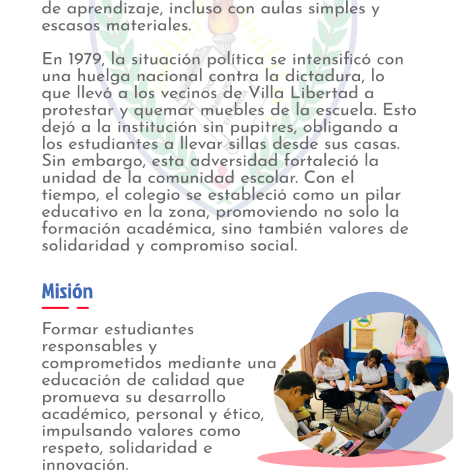 de aprendizaje, incluso con aulas simples y
escasos materiales.
En 1979, la situación política se intensificó con
una huelga nacional contra la dictadura, lo
que llevó a los vecinos de Villa Libertad a
protestar y quemar muebles de la escuela. Esto
dejó a la institución sin pupitres, obligando a
los estudiantes a llevar sillas desde sus casas.
Sin embargo, esta adversidad fortaleció la
unidad de la comunidad escolar. Con el
tiempo, el colegio se estableció como un pilar
educativo en la zona, promoviendo no solo la
formación académica, sino también valores de
solidaridad y compromiso social.
Misión
Formar estudiantes
responsables y
comprometidos mediante una
educación de calidad que
promueva su desarrollo
académico, personal y ético,
impulsando valores como
respeto, solidaridad e
innovación.